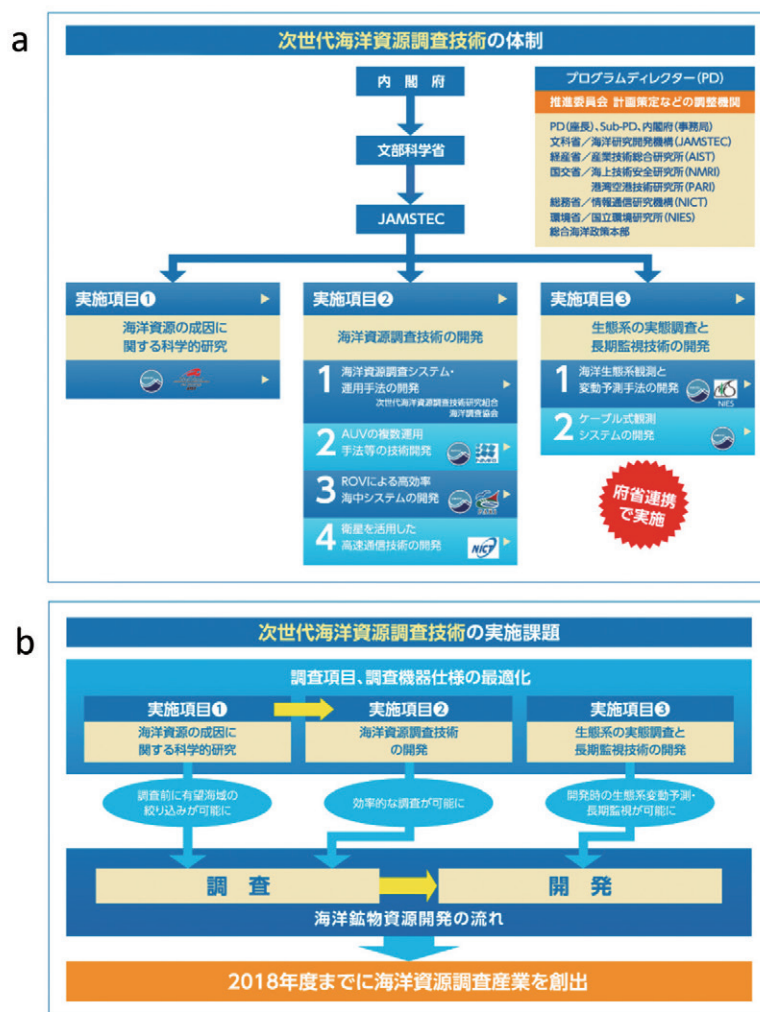 a
次世代海洋資源調査技術の体制
内閣府
文部科学省
JAMSTEC
プログラムディレクター(PD)
推進委員会 計画策定などの調整機関
PD(座長)、Sub-PD、内閣府(事務局)
文科省/海洋研究開発機構(JAMSTEC)
経産省/産業技術総合研究所(AIST)
国交省/海上技術安全研究所(NMRI)
港湾空港技術研究所(PARI)
総務省/情報通信研究機構(NICT)
環境省/国立環境研究所(NIES)
総合海洋政策本部
実施項目❶
海洋資源の成因に
関する科学的研究
実施項目❷
海洋資源調査技術の開発
1 海洋資源調査システム・
運用手法の開発
次世代海洋資源調査技術研究組合
海洋調査協会
2 AUVの複数運用
手法等の技術開発
3 ROVによる高効率
海中システムの開発
4 衛星を活用した
高速通信技術の開発
NICT
実施項目❸
生態系の実態調査と
長期監視技術の開発
1 海洋生態系観測と
変動予測手法の開発
NIES
2 ケーブル式観測
システムの開発
府省連携
で実施
b
次世代海洋資源調査技術の実施課題
調査項目、調査機器仕様の最適化
実施項目❶
海洋資源の成因に
関する科学的研究
実施項目❷
海洋資源調査技術
の開発
実施項目❸
生態系の実態調査と
長期監視技術の開発
調査前に有望海域の
絞り込みが可能に
効率的な調査が可能に
開発時の生態系変動予測・
長期監視が可能に
調査
開発
海洋鉱物資源開発の流れ
2018年度までに海洋資源調査産業を創出